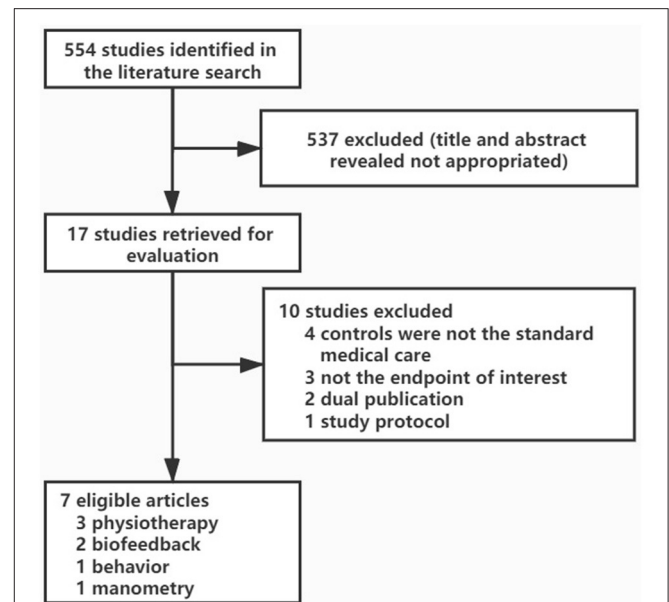 554 studies identified in
the literature search
537 excluded (title and abstract
revealed not appropriated)
17 studies retrieved for
evaluation
10 studies excluded
4 controls were not the standard
medical care
3 not the endpoint of interest
2 dual publication
1 study protocol
7 eligible articles
3 physiotherapy
2 biofeedback
1 behavior
1 manometry